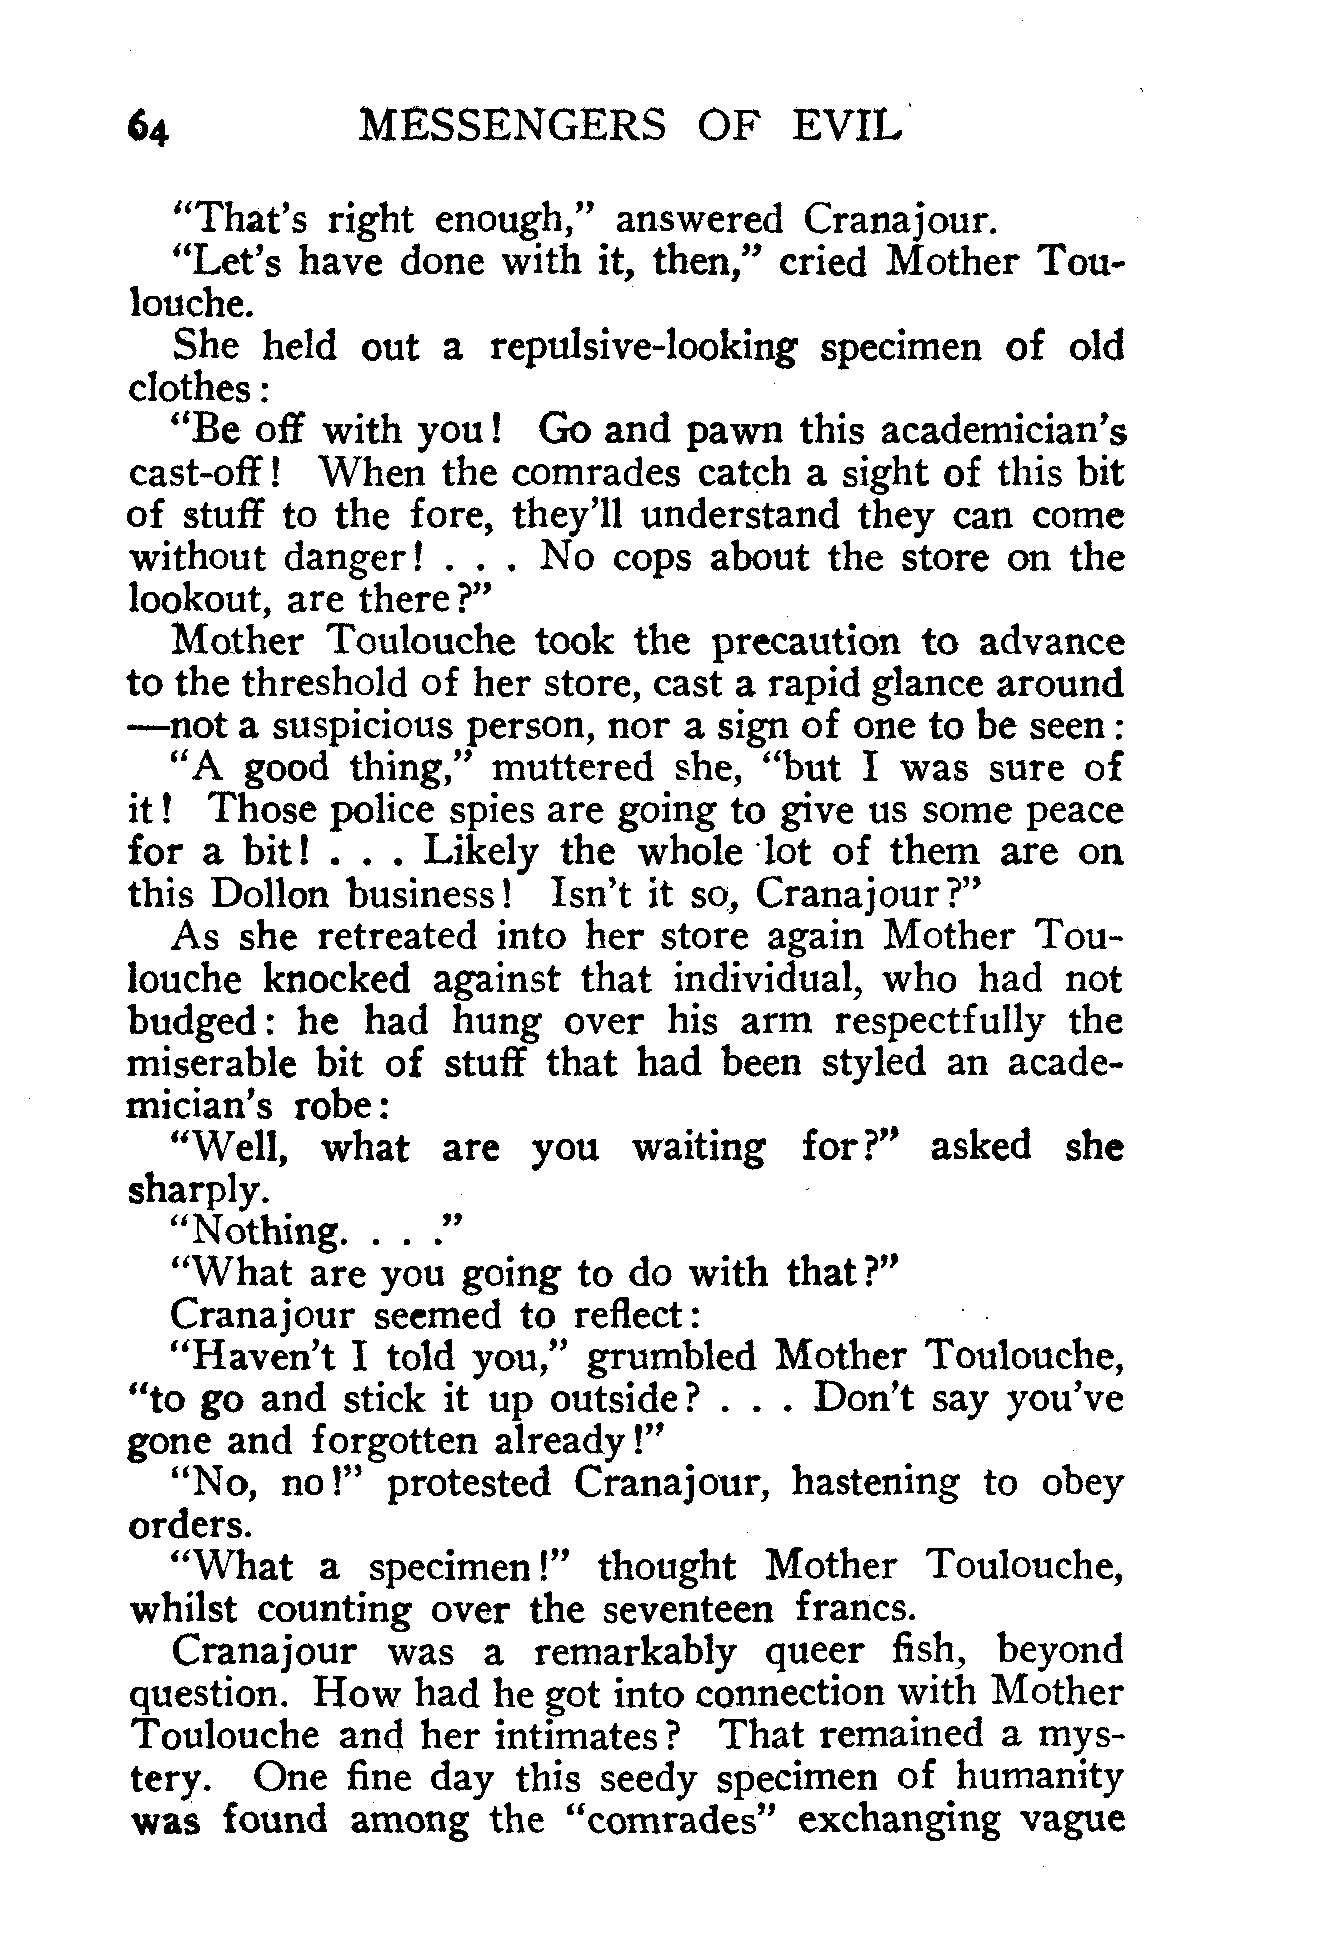 64 MESSENGERS OF EVIL
“That’s right enough,” answered Cranajour.
“Let’s have done with it, then,” cried Mother Tou-
louche.
She held out a repulsive-looking specimen of old
clothes:
“Be off with you! Go and pawn this academician’s
cast-off! When the comrades catch a sight of this bit
of stuff to the fore, they’ll understand they can come
without danger! . . . No cops about the store on the
lookout, are there?”
Mother Toulouche took the precaution to advance
to the threshold of her store, cast a rapid glance around
—not a suspicious person, nor a sign of one to be seen:
“A good thing,” muttered she, “but I was sure of
it! Those police spies are going to give us some peace
for a bit! . . . Likely the whole lot of them are on
this Dollon business! Isn’t it so, Cranajour?”
As she retreated into her store again Mother Tou-
louche knocked against that individual, who had not
budged: he had hung over his arm respectfully the
miserable bit of stuff that had been styled an acade-
mician’s robe:
“Well, what are you waiting for?” asked she
sharply.
“Nothing. . . .”
“What are you going to do with that?”
Cranajour seemed to reflect:
“Haven’t I told you,” grumbled Mother Toulouche,
“to go and stick it up outside? . . . Don’t say you’ve
gone and forgotten already!”
“No, no!” protested Cranajour, hastening to obey
orders.
“What a specimen!” thought Mother Toulouche,
whilst counting over the seventeen francs.
Cranajour was a remarkably queer fish, beyond
question. How had he got into connection with Mother
Toulouche and her intimates? That remained a mys-
tery. One fine day this seedy specimen of humanity
was found among the “comrades” exchanging vague